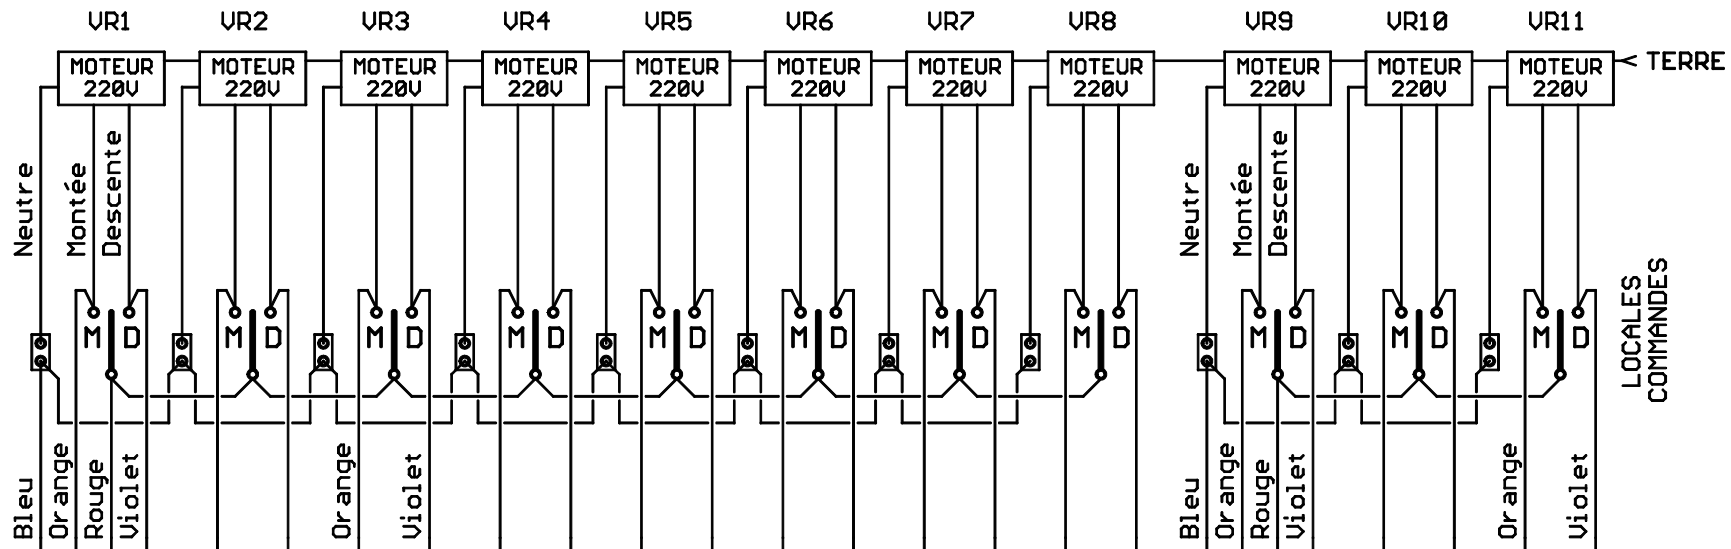 VR1 VR2 VR3 VR4 VR5 VR6 VR7 VR8 VR9 VR10 VR11
MOTEUR MOTEUR MOTEUR MOTEUR MOTEUR MOTEUR MOTEUR MOTEUR MOTEUR MOTEUR MOTEUR < TERRE
220V 220V 220V 220V 220V 220V 220V 220V 220V 220V 220V
Neutre
Montée
Descente
Neutre
Montée
Descente
M D M D M D M D M D M D M D M D M D M D M D
LOCALES
COMMANDES
Bleu
Orange
Rouge
Violet
Orange
Violet
Bleu
Orange
Rouge
Violet
Orange
Violet